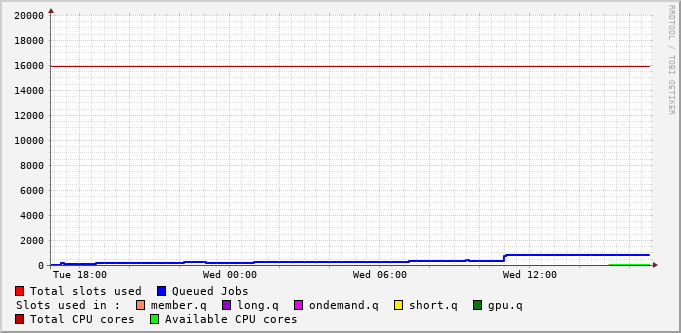 20000
18000
16000
14000
12000
10000
8000
6000
4000
2000
0
Tue 18:00 Wed 00:00 Wed 06:00 Wed 12:00
Total slots used Queued Jobs
Slots used in : member.q long.q ondemand.q short.q gpu.q
Total CPU cores Available CPU cores
RRDTOOL / TOBI OETIKER